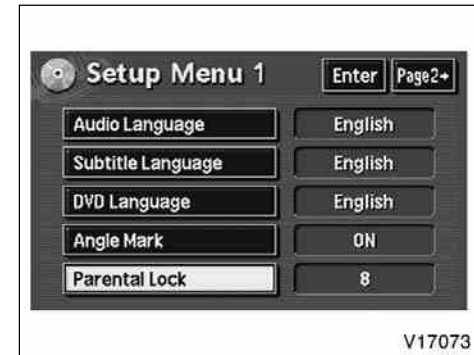 Setup Menu 1 Enter Page2→
Audio Language English
Subtitle Language English
DVD Language English
Angle Mark ON
Parental Lock 8
V17073